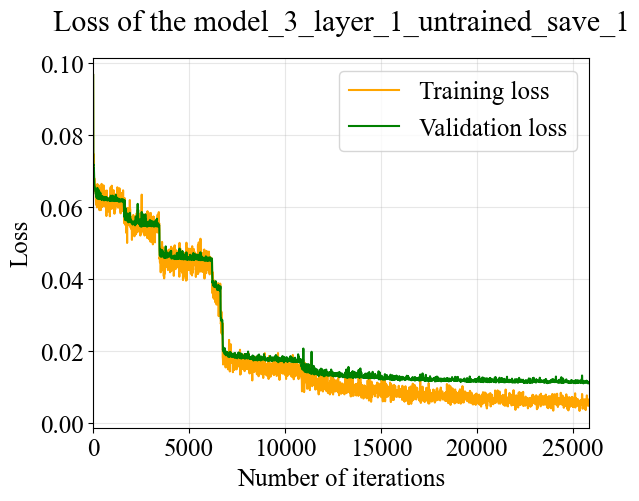 Loss of the model_3_layer_1_untrained_save_1
0.10
0.08
0.06
0.04
0.02
0.00
Loss
Training loss
Validation loss
0 5000 10000 15000 20000 25000
Number of iterations